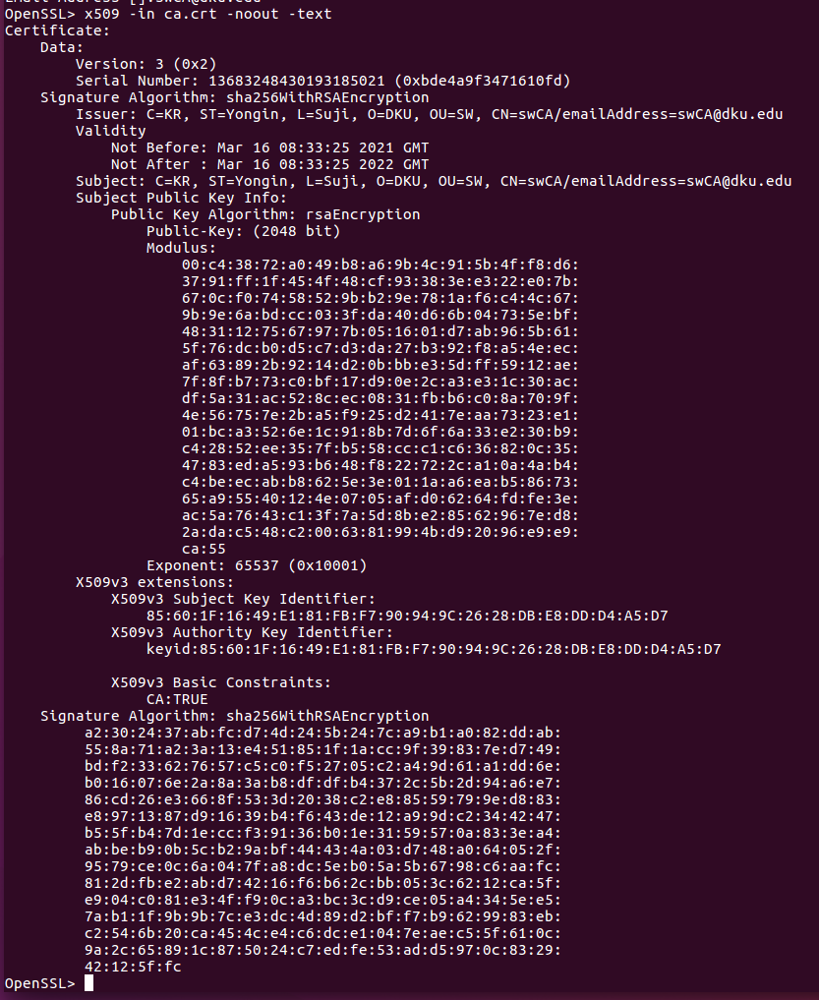 OpenSSL> x509 -in ca.crt -noout -text
Certificate:
    Data:
        Version: 3 (0x2)
        Serial Number: 13683248430193185021 (0xbde4a9f3471610fd)
    Signature Algorithm: sha256WithRSAEncryption
        Issuer: C=KR, ST=Yongin, L=Suji, O=DKU, OU=SW, CN=swCA/emailAddress=swCA@dku.edu
        Validity
            Not Before: Mar 16 08:33:25 2021 GMT
            Not After : Mar 16 08:33:25 2022 GMT
        Subject: C=KR, ST=Yongin, L=Suji, O=DKU, OU=SW, CN=swCA/emailAddress=swCA@dku.edu
        Subject Public Key Info:
            Public Key Algorithm: rsaEncryption
                Public-Key: (2048 bit)
                Modulus:
                    00:c4:38:72:a0:49:b8:a6:9b:4c:91:5b:4f:f8:d6:
                    37:91:ff:1f:45:4f:48:cf:93:38:3e:e3:22:e0:7b:
                    67:0c:f0:74:58:52:9b:b2:9e:78:1a:f6:c4:4c:67:
                    9b:9e:6a:bd:cc:03:3f:da:40:d6:6b:04:73:5e:bf:
                    48:31:12:75:67:97:7b:05:16:01:d7:ab:96:5b:61:
                    5f:76:dc:b0:d5:c7:d3:da:27:b3:92:f8:a5:4e:ec:
                    af:63:89:2b:92:14:d2:0b:bb:e3:5d:ff:59:12:ae:
                    7f:8f:b7:73:c0:bf:17:d9:0e:2c:a3:e3:1c:30:ac:
                    df:5a:31:ac:52:8c:ec:08:31:fb:b6:c0:8a:70:9f:
                    4e:56:75:7e:2b:a5:f9:25:d2:41:7e:aa:73:23:e1:
                    01:bc:a3:52:6e:1c:91:8b:7d:6f:6a:33:e2:30:b9:
                    c4:28:52:ee:35:7f:b5:58:cc:c1:c6:36:82:0c:35:
                    47:83:ed:a5:93:b6:48:f8:22:72:2c:a1:0a:4a:b4:
                    c4:be:ec:ab:b8:62:5e:3e:01:1a:a6:ea:b5:86:73:
                    65:a9:55:40:12:4e:07:05:af:d0:62:64:fd:fe:3e:
                    ac:5a:76:43:c1:3f:7a:5d:8b:e2:85:62:96:7e:d8:
                    2a:da:c5:48:c2:00:63:81:99:4b:d9:20:96:e9:e9:
                    ca:55
                Exponent: 65537 (0x10001)
        X509v3 extensions:
            X509v3 Subject Key Identifier:
                85:60:1F:16:49:E1:81:FB:F7:90:94:9C:26:28:DB:E8:DD:D4:A5:D7
            X509v3 Authority Key Identifier:
                keyid:85:60:1F:16:49:E1:81:FB:F7:90:94:9C:26:28:DB:E8:DD:D4:A5:D7
            X509v3 Basic Constraints:
                CA:TRUE
    Signature Algorithm: sha256WithRSAEncryption
         a2:30:24:37:ab:fc:d7:4d:24:5b:24:7c:a9:b1:a0:82:dd:ab:
         55:8a:71:a2:3a:13:e4:51:85:1f:1a:cc:9f:39:83:7e:d7:49:
         bd:f2:33:62:76:57:c5:c0:f5:27:05:c2:a4:9d:61:a1:dd:6e:
         b0:16:07:6e:2a:8a:3a:b8:df:df:b4:37:2c:5b:2d:94:a6:e7:
         86:cd:26:e3:66:8f:53:3d:20:38:c2:e8:85:59:79:9e:d8:83:
         e8:97:13:87:d9:16:39:b4:f6:43:de:12:a9:9d:c2:34:42:47:
         b5:5f:b4:7d:1e:cc:f3:91:36:b0:1e:31:59:57:0a:83:3e:a4:
         ab:be:b9:0b:5c:b2:9a:bf:44:43:4a:03:d7:48:a0:64:05:2f:
         95:79:ce:0c:6a:04:7f:a8:dc:5e:b0:5a:5b:67:98:c6:aa:fc:
         81:2d:fb:e2:ab:d7:42:16:f6:b6:2c:bb:05:3c:62:12:ca:5f:
         e9:04:c0:81:e3:4f:f9:0c:a3:bc:3c:d9:ce:05:a4:34:5e:e5:
         7a:b1:1f:9b:9b:7c:e3:dc:4d:89:d2:bf:f7:b9:62:99:83:eb:
         c2:54:6b:20:ca:45:4c:e4:c6:dc:e1:04:7e:ae:c5:5f:61:0c:
         9a:2c:65:89:1c:87:50:24:c7:ed:fe:53:ad:d5:97:0c:83:29:
         42:12:5f:fc
OpenSSL>